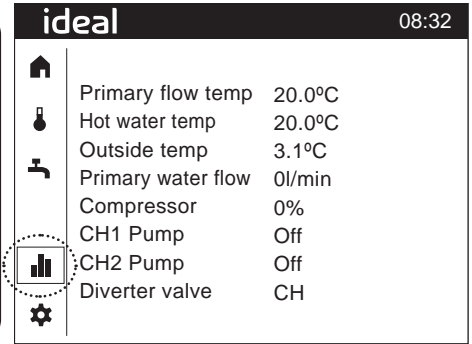 ideal 08:32
Primary flow temp 20.0ºC
Hot water temp 20.0ºC
Outside temp 3.1ºC
Primary water flow 0l/min
Compressor 0%
CH1 Pump Off
CH2 Pump Off
Diverter valve CH